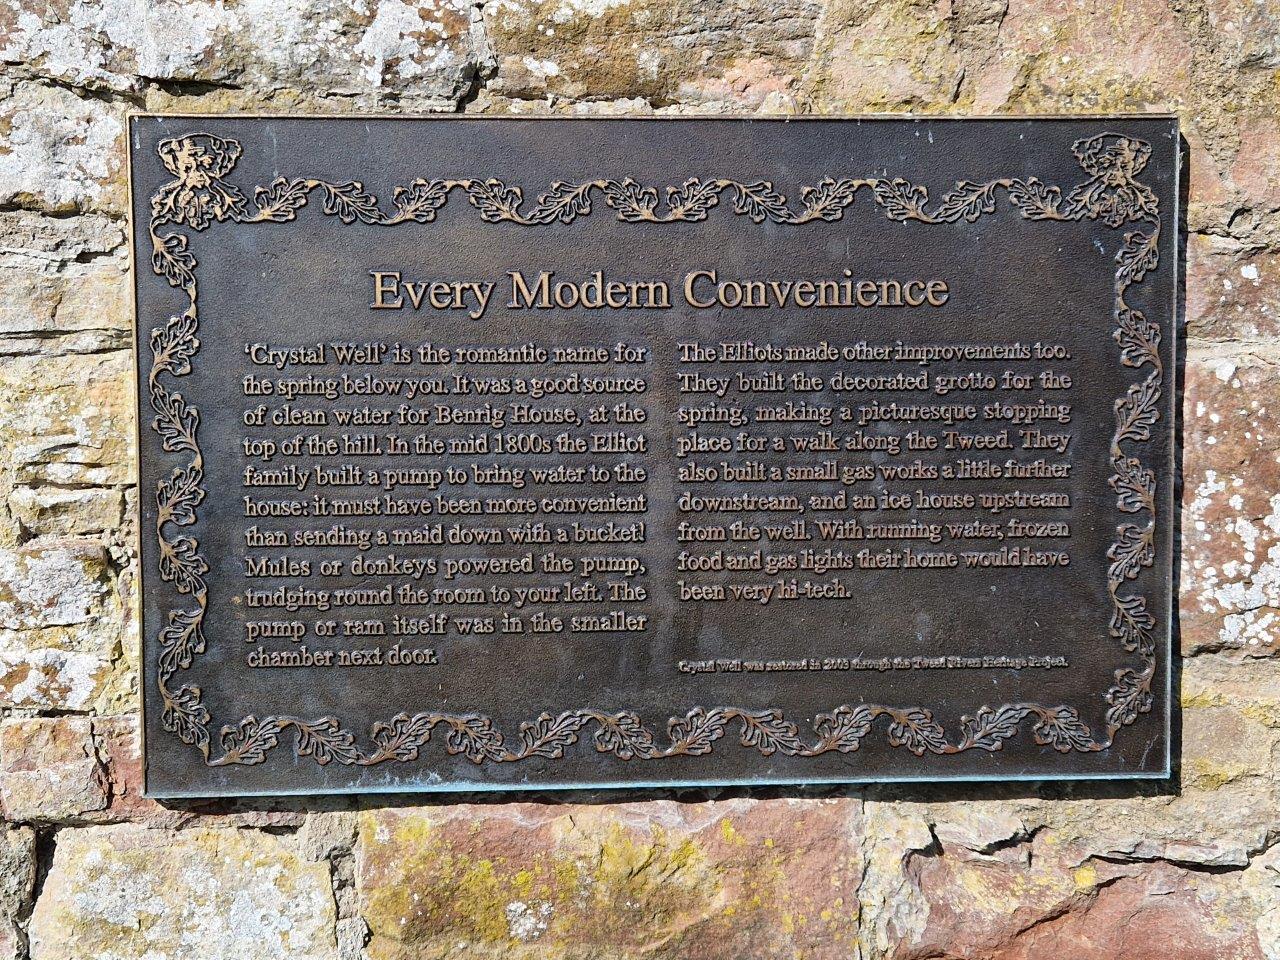 Every Modern Convenience
'Crystal Well' is the romantic name for
the spring below you. It was a good source
of clean water for Benrig House, at the
top of the hill. In the mid 1800s the Elliot
family built a pump to bring water to the
house: it must have been more convenient
than sending a maid down with a bucket!
Mules or donkeys powered the pump,
trudging round the room to your left. The
pump or ram itself was in the smaller
chamber next door.
The Elliots made other improvements too.
They built the decorated grotto for the
spring, making a picturesque stopping
place for a walk along the Tweed. They
also built a small gas works a little further
downstream, and an ice house upstream
from the well. With running water, frozen
food and gas lights their home would have
been very hi-tech.
Crystal Well was restored in 2003 through the Tweed Rivers Heritage Project.